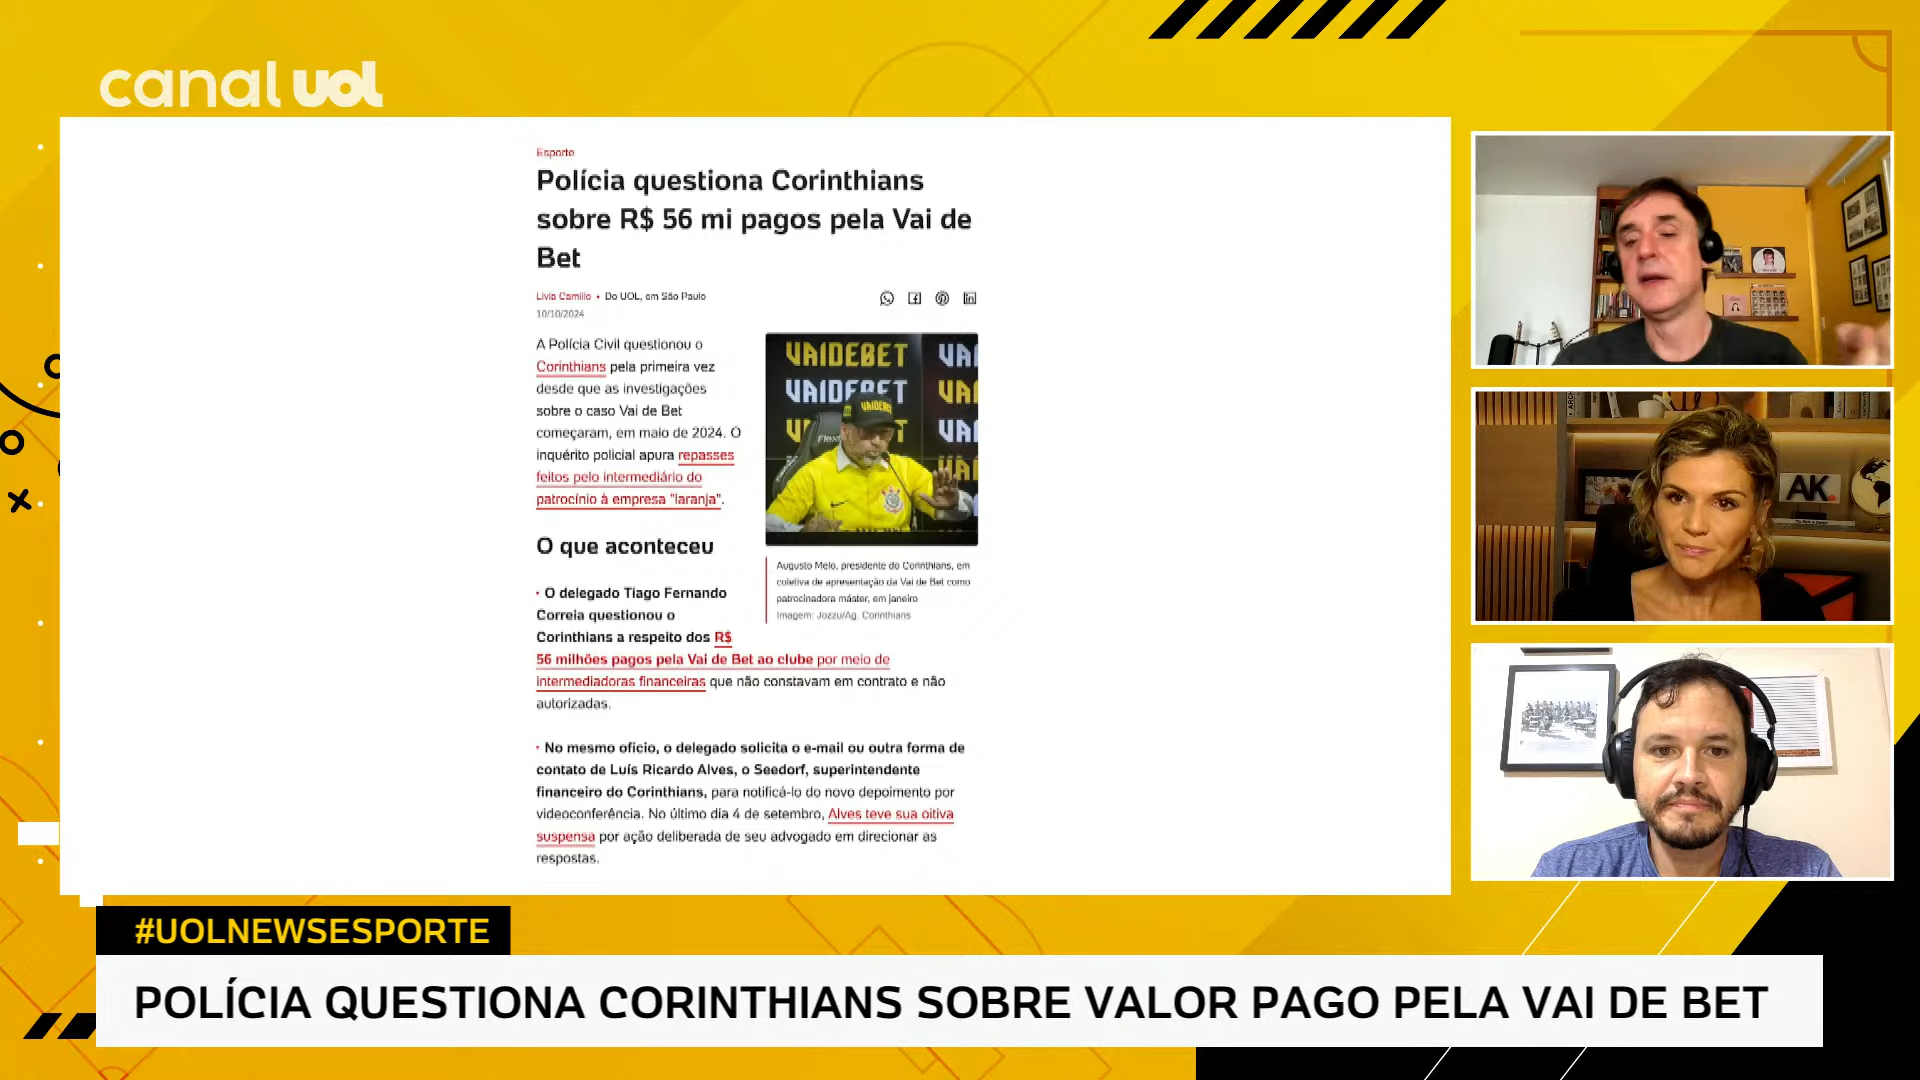 canal uol
Esporte
Polícia questiona Corinthians
sobre R$ 56 mi pagos pela Vai de
Bet
Livia Camillo • Do UOL, em São Paulo
10/10/2024
A Polícia Civil questionou o
Corinthians pela primeira vez
desde que as investigações
sobre o caso Vai de Bet
começaram, em maio de 2024. O
inquérito policial apura repasses
feitos pelo intermediário do
patrocínio à empresa "laranja".
VAIDEBET
VAIDEBET
VAIDEBET
Augusto Melo, presidente do Corinthians, em
coletiva de apresentação da Vai de Bet como
patrocinadora máster, em janeiro
Imagem: Jozzu/Ag. Corinthians
O que aconteceu
· O delegado Tiago Fernando
Correia questionou o
Corinthians a respeito dos R$
56 milhões pagos pela Vai de Bet ao clube por meio de
intermediadoras financeiras que não constavam em contrato e não
autorizadas.
· No mesmo ofício, o delegado solicita o e-mail ou outra forma de
contato de Luís Ricardo Alves, o Seedorf, superintendente
financeiro do Corinthians, para notificá-lo do novo depoimento por
videoconferência. No último dia 4 de setembro, Alves teve sua oitiva
suspensa por ação deliberada de seu advogado em direcionar as
respostas.
AK.
#UOLNEWSESPORTE
POLÍCIA QUESTIONA CORINTHIANS SOBRE VALOR PAGO PELA VAI DE BET